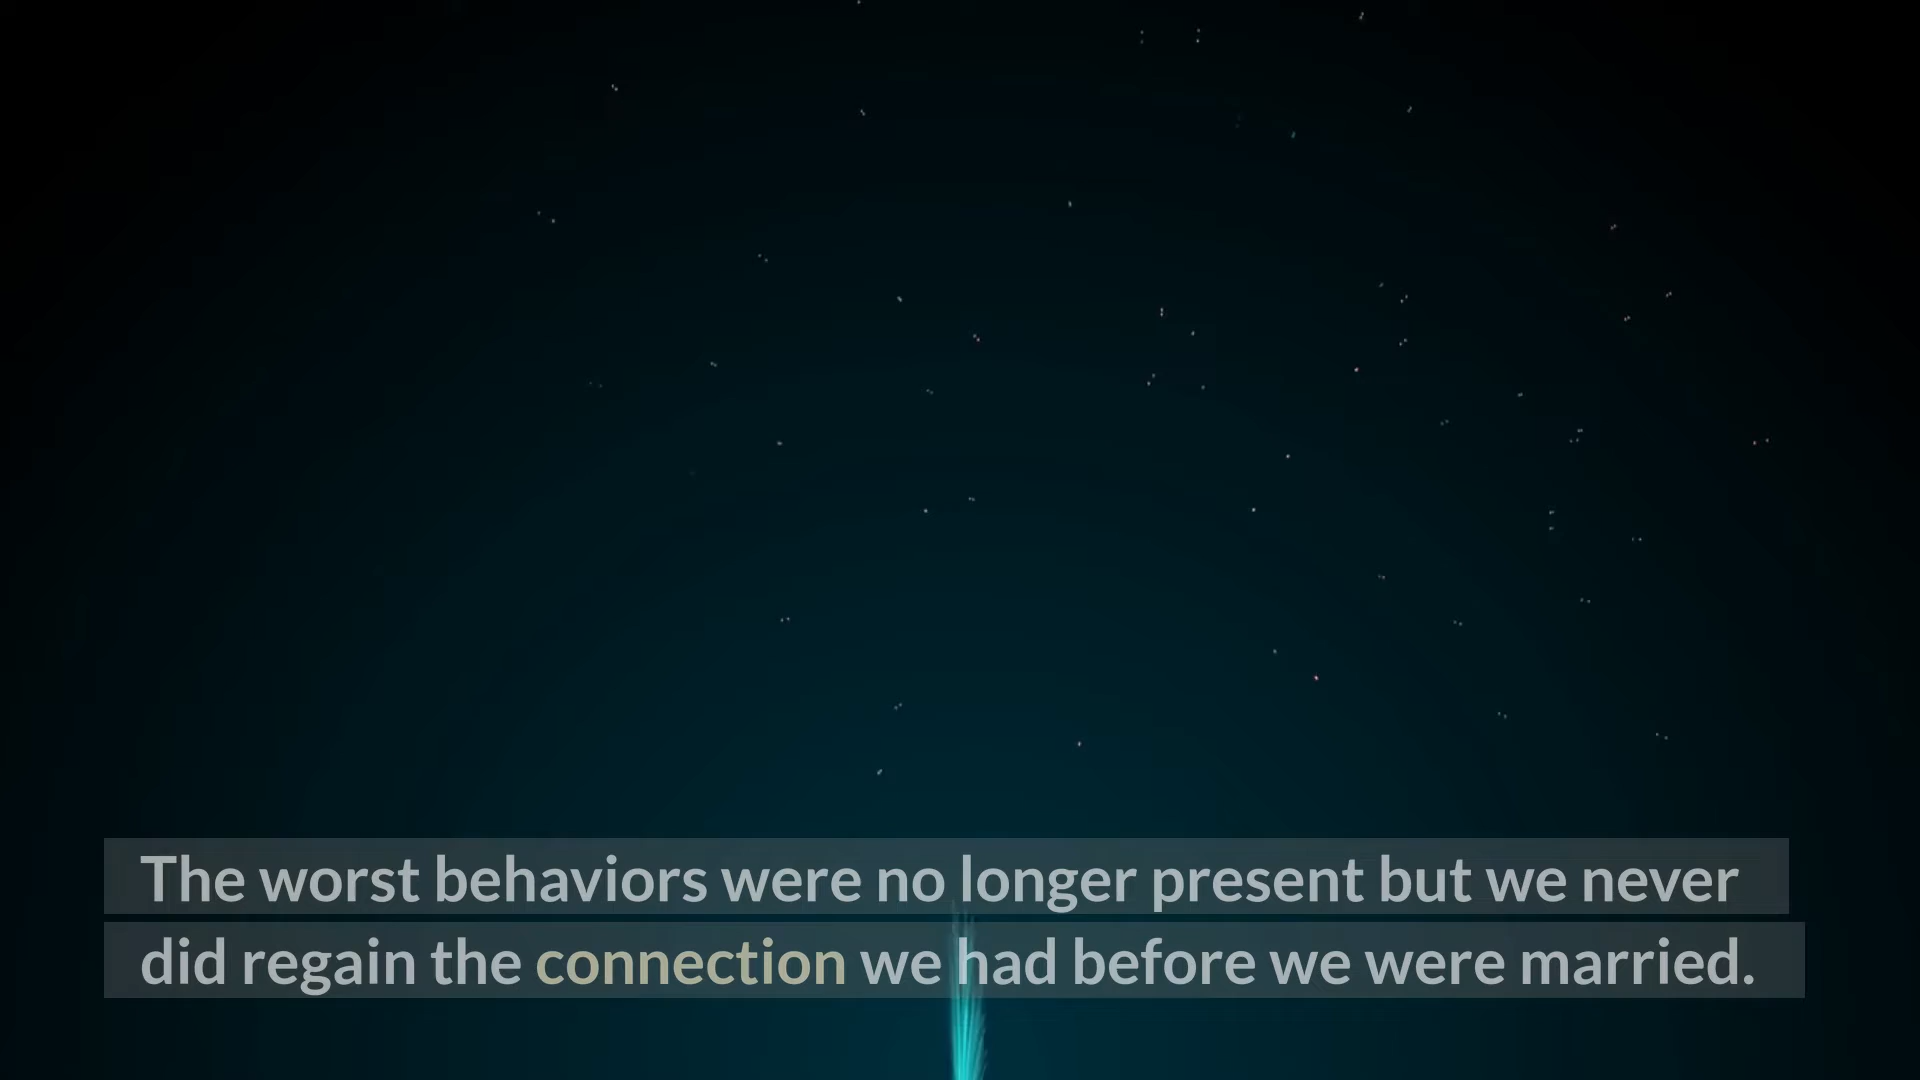 The worst behaviors were no longer present but we never
did regain the connection we had before we were married.